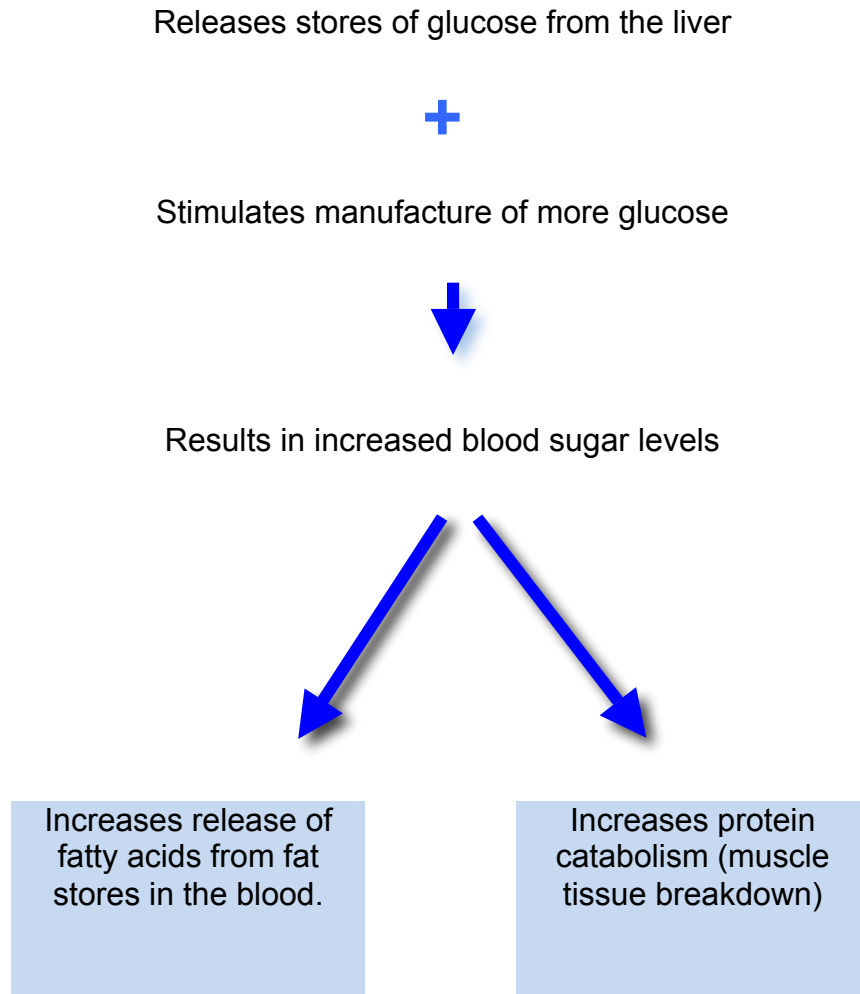 Releases stores of glucose from the liver
+
Stimulates manufacture of more glucose
Results in increased blood sugar levels
Increases release of
fatty acids from fat
stores in the blood.
Increases protein
catabolism (muscle
tissue breakdown)